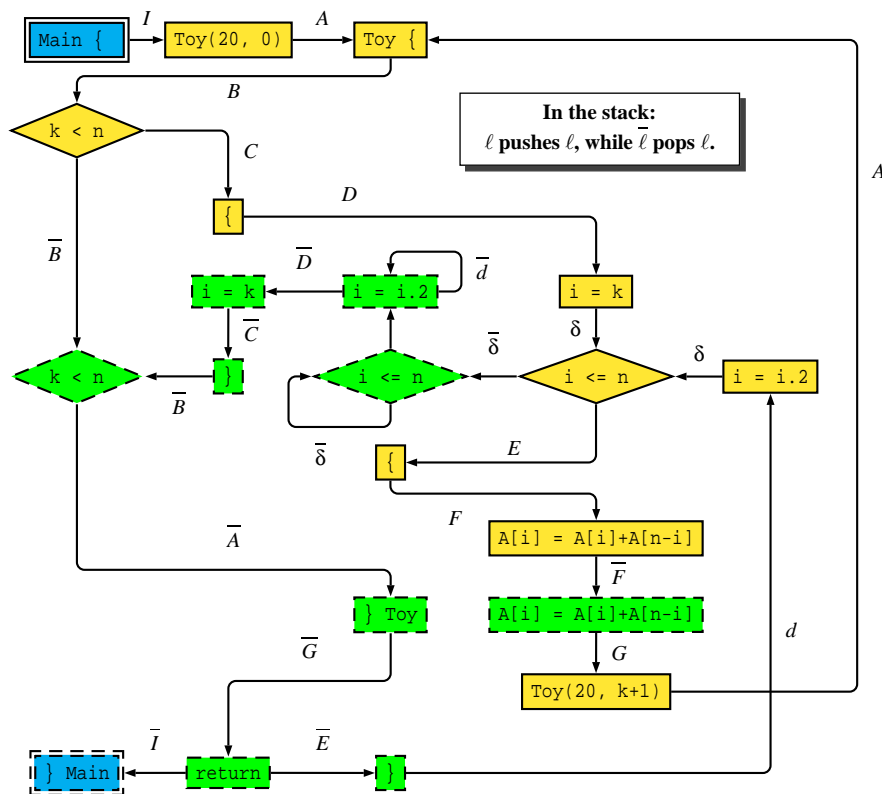 I
A
Main {
Toy(20, 0)
Toy {
B
In the stack:
ℓ pushes ℓ, while ℓ̅ pops ℓ.
k < n
C
A
D
{
B̅
D̅
d̅
i = k
i = i.2
i = k
C̅
δ̅
δ
δ
k < n
}
i <= n
i <= n
i = i.2
B̅
δ̅
E
{
F
A[i] = A[i]+A[n-i]
A̅
F̅
} Toy
A[i] = A[i]+A[n-i]
d
G̅
G
Toy(20, k+1)
I̅
E̅
} Main
return
}